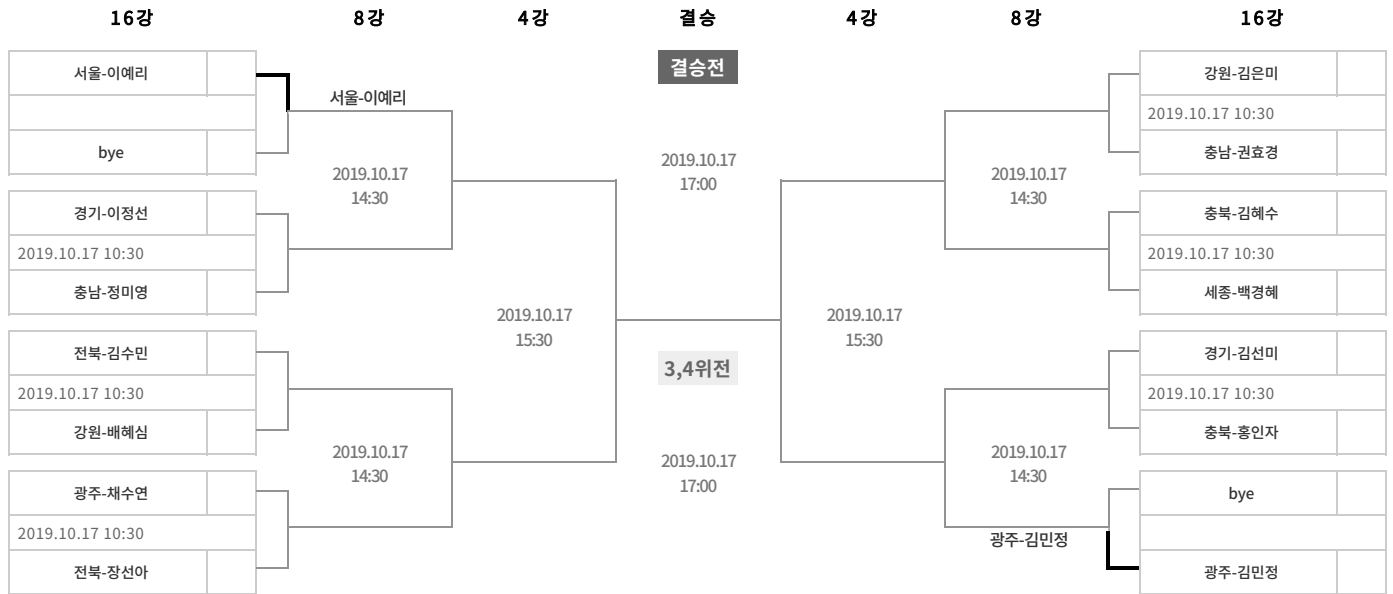 16강 8강 4강 결승 4강 8강 16강
서울-이예리
bye
경기-이정선
2019.10.17 10:30
충남-정미영
전북-김수민
2019.10.17 10:30
강원-배혜심
광주-채수연
2019.10.17 10:30
전북-장선아
서울-이예리
2019.10.17
14:30
2019.10.17
14:30
2019.10.17
15:30
결승전
2019.10.17
17:00
3,4위전
2019.10.17
17:00
2019.10.17
15:30
2019.10.17
14:30
2019.10.17
14:30
광주-김민정
강원-김은미
2019.10.17 10:30
충남-권효경
충북-김혜수
2019.10.17 10:30
세종-백경혜
경기-김선미
2019.10.17 10:30
충북-홍인자
bye
광주-김민정